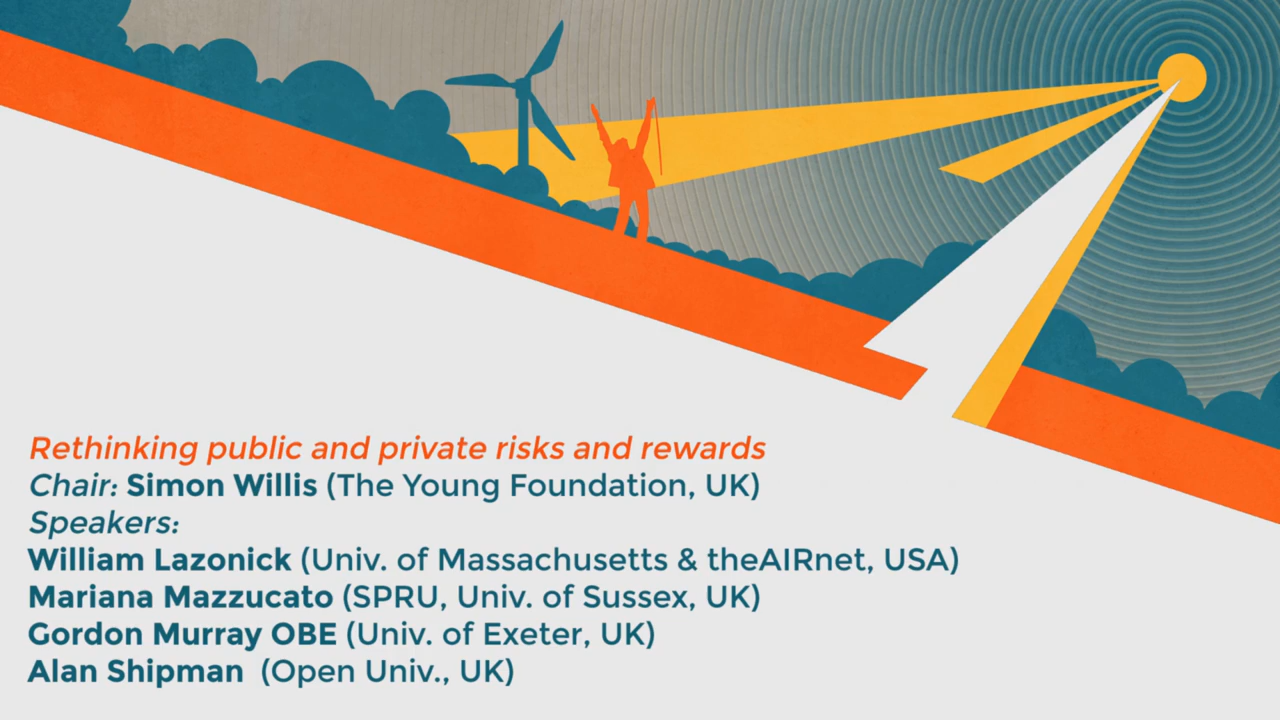 Rethinking public and private risks and rewards
Chair: Simon Willis (The Young Foundation, UK)
Speakers:
William Lazonick (Univ. of Massachusetts & theAIRnet, USA)
Mariana Mazzucato (SPRU, Univ. of Sussex, UK)
Gordon Murray OBE (Univ. of Exeter, UK)
Alan Shipman (Open Univ., UK)